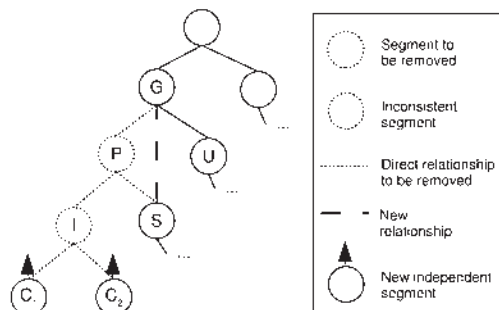 G
P
U
I
S
C₁
C₂
...
...
...
Segment to
be removed
Inconsistent
segment
Direct relationship
to be removed
New
relationship
New independent
segment